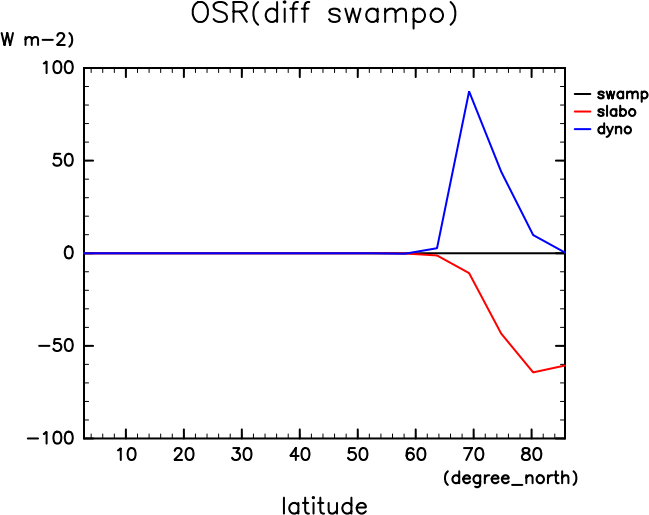 OSR(diff swampo)
W m-2)
100
50
0
-50
-100
10 20 30 40 50 60 70 80
(degree_north)
latitude
swamp
slabo
dyno